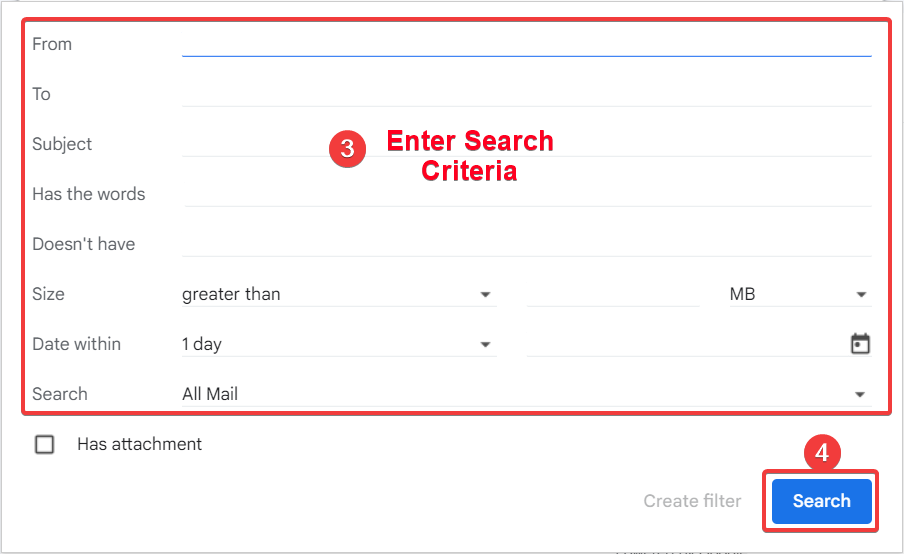 From
To
Subject
3 Enter Search
Criteria
Has the words
Doesn't have
Size greater than MB
Date within 1 day
Search All Mail
Has attachment
4
Create filter Search